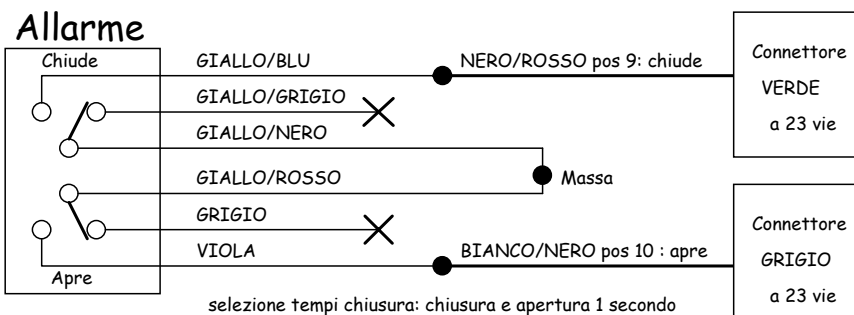 Allarme
Chiude
GIALLO/BLU
NERO/ROSSO pos 9: chiude
GIALLO/GRIGIO
GIALLO/NERO
GIALLO/ROSSO
Massa
GRIGIO
VIOLA
BIANCO/NERO pos 10 : apre
Apre
selezione tempi chiusura: chiusura e apertura 1 secondo
Connettore
VERDE
a 23 vie
Connettore
GRIGIO
a 23 vie